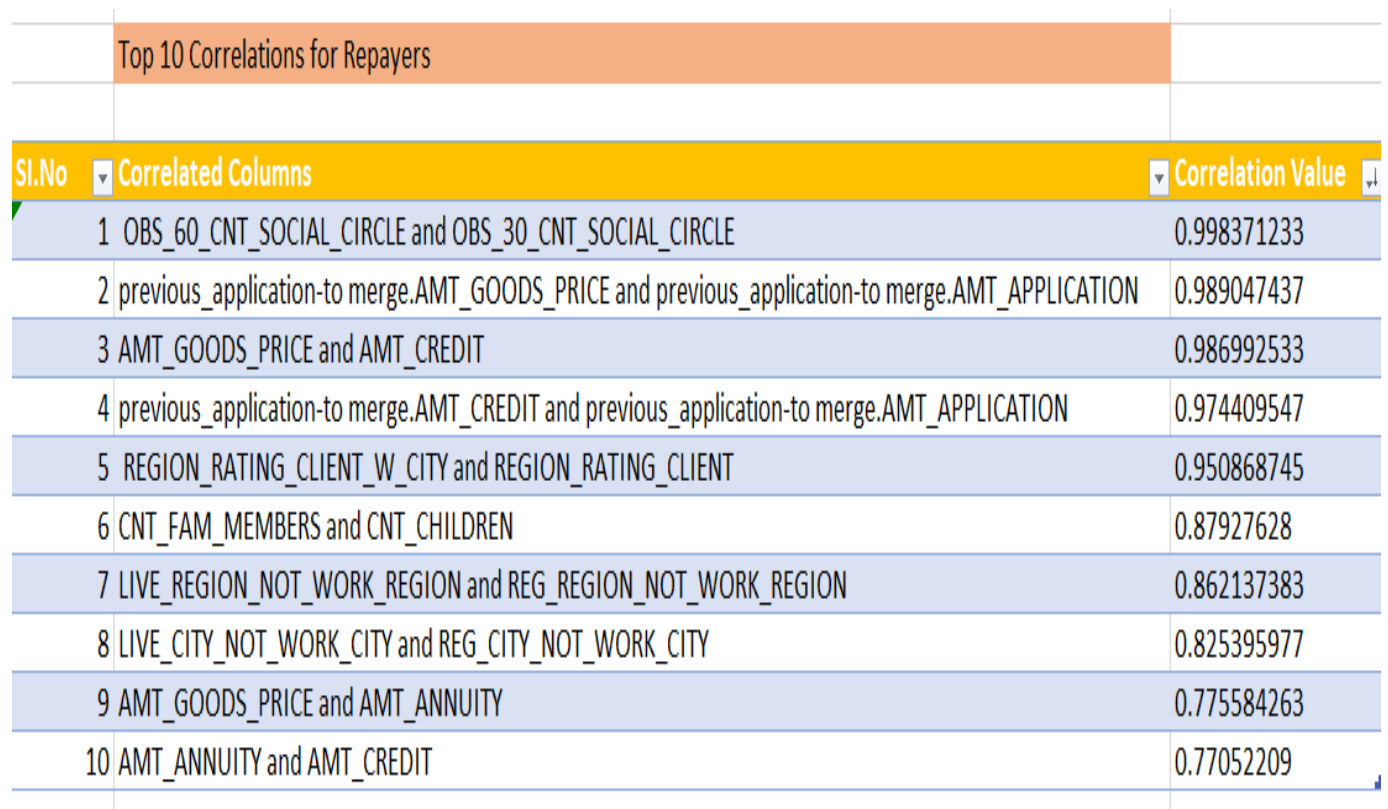 Top 10 Correlations for Repayers
Sl.No Correlated Columns Correlation Value
1 OBS_60_CNT_SOCIAL_CIRCLE and OBS_30_CNT_SOCIAL_CIRCLE 0.998371233
2 previous_application-to merge.AMT_GOODS_PRICE and previous_application-to merge.AMT_APPLICATION 0.989047437
3 AMT_GOODS_PRICE and AMT_CREDIT 0.986992533
4 previous_application-to merge.AMT_CREDIT and previous_application-to merge.AMT_APPLICATION 0.974409547
5 REGION_RATING_CLIENT_W_CITY and REGION_RATING_CLIENT 0.950868745
6 CNT_FAM_MEMBERS and CNT_CHILDREN 0.87927628
7 LIVE_REGION_NOT_WORK_REGION and REG_REGION_NOT_WORK_REGION 0.862137383
8 LIVE_CITY_NOT_WORK_CITY and REG_CITY_NOT_WORK_CITY 0.825395977
9 AMT_GOODS_PRICE and AMT_ANNUITY 0.775584263
10 AMT_ANNUITY and AMT_CREDIT 0.77052209